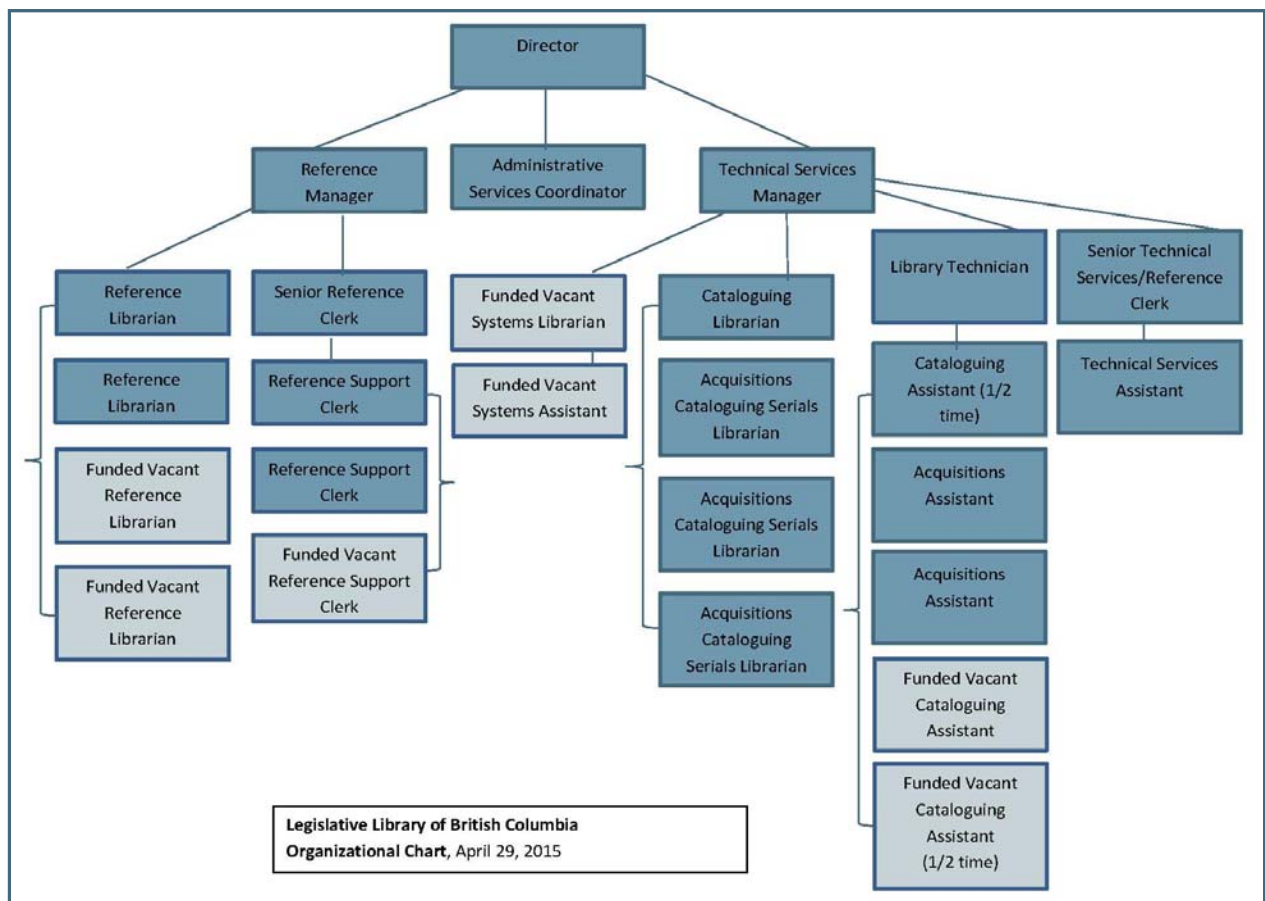 Director
Reference
Manager
Administrative
Services Coordinator
Technical Services
Manager
Reference
Librarian
Reference
Librarian
Funded Vacant
Reference
Librarian
Funded Vacant
Reference
Librarian
Senior Reference
Clerk
Reference Support
Clerk
Reference Support
Clerk
Funded Vacant
Reference Support
Clerk
Funded Vacant
Systems Librarian
Funded Vacant
Systems Assistant
Cataloguing
Librarian
Acquisitions
Cataloguing Serials
Librarian
Acquisitions
Cataloguing Serials
Librarian
Acquisitions
Cataloguing
Serials Librarian
Library Technician
Cataloguing
Assistant (1/2
time)
Acquisitions
Assistant
Acquisitions
Assistant
Funded Vacant
Cataloguing
Assistant
Funded Vacant
Cataloguing
Assistant
(1/2 time)
Senior Technical
Services/Reference
Clerk
Technical Services
Assistant
Legislative Library of British Columbia
Organizational Chart, April 29, 2015